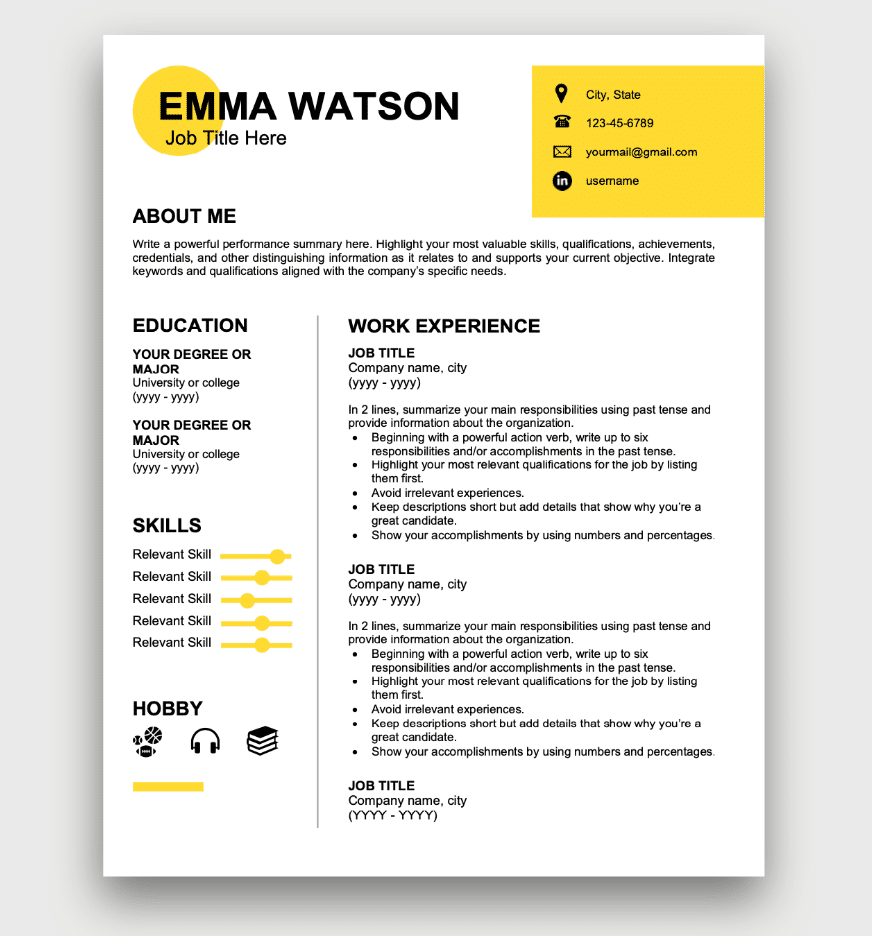 EMMA WATSON
Job Title Here
City, State
123-45-6789
yourmail@gmail.com
in
username
ABOUT ME
Write a powerful performance summary here. Highlight your most valuable skills, qualifications, achievements,
credentials, and other distinguishing information as it relates to and supports your current objective. Integrate
keywords and qualifications aligned with the company's specific needs.
EDUCATION
YOUR DEGREE OR
MAJOR
University or college
(yyyy - yyyy)
YOUR DEGREE OR
MAJOR
University or college
(yyyy - yyyy)
SKILLS
Relevant Skill
Relevant Skill
Relevant Skill
Relevant Skill
Relevant Skill
HOBBY
WORK EXPERIENCE
JOB TITLE
Company name, city
(yyyy - yyyy)
In 2 lines, summarize your main responsibilities using past tense and
provide information about the organization.
• Beginning with a powerful action verb, write up to six
responsibilities and/or accomplishments in the past tense.
• Highlight your most relevant qualifications for the job by listing
them first.
• Avoid irrelevant experiences.
• Keep descriptions short but add details that show why you're a
great candidate.
• Show your accomplishments by using numbers and percentages.
JOB TITLE
Company name, city
(yyyy - yyyy)
In 2 lines, summarize your main responsibilities using past tense and
provide information about the organization.
• Beginning with a powerful action verb, write up to six
responsibilities and/or accomplishments in the past tense.
• Highlight your most relevant qualifications for the job by listing
them first.
• Avoid irrelevant experiences.
• Keep descriptions short but add details that show why you're a
great candidate.
• Show your accomplishments by using numbers and percentages.
JOB TITLE
Company name, city
(YYYY - YYYY)